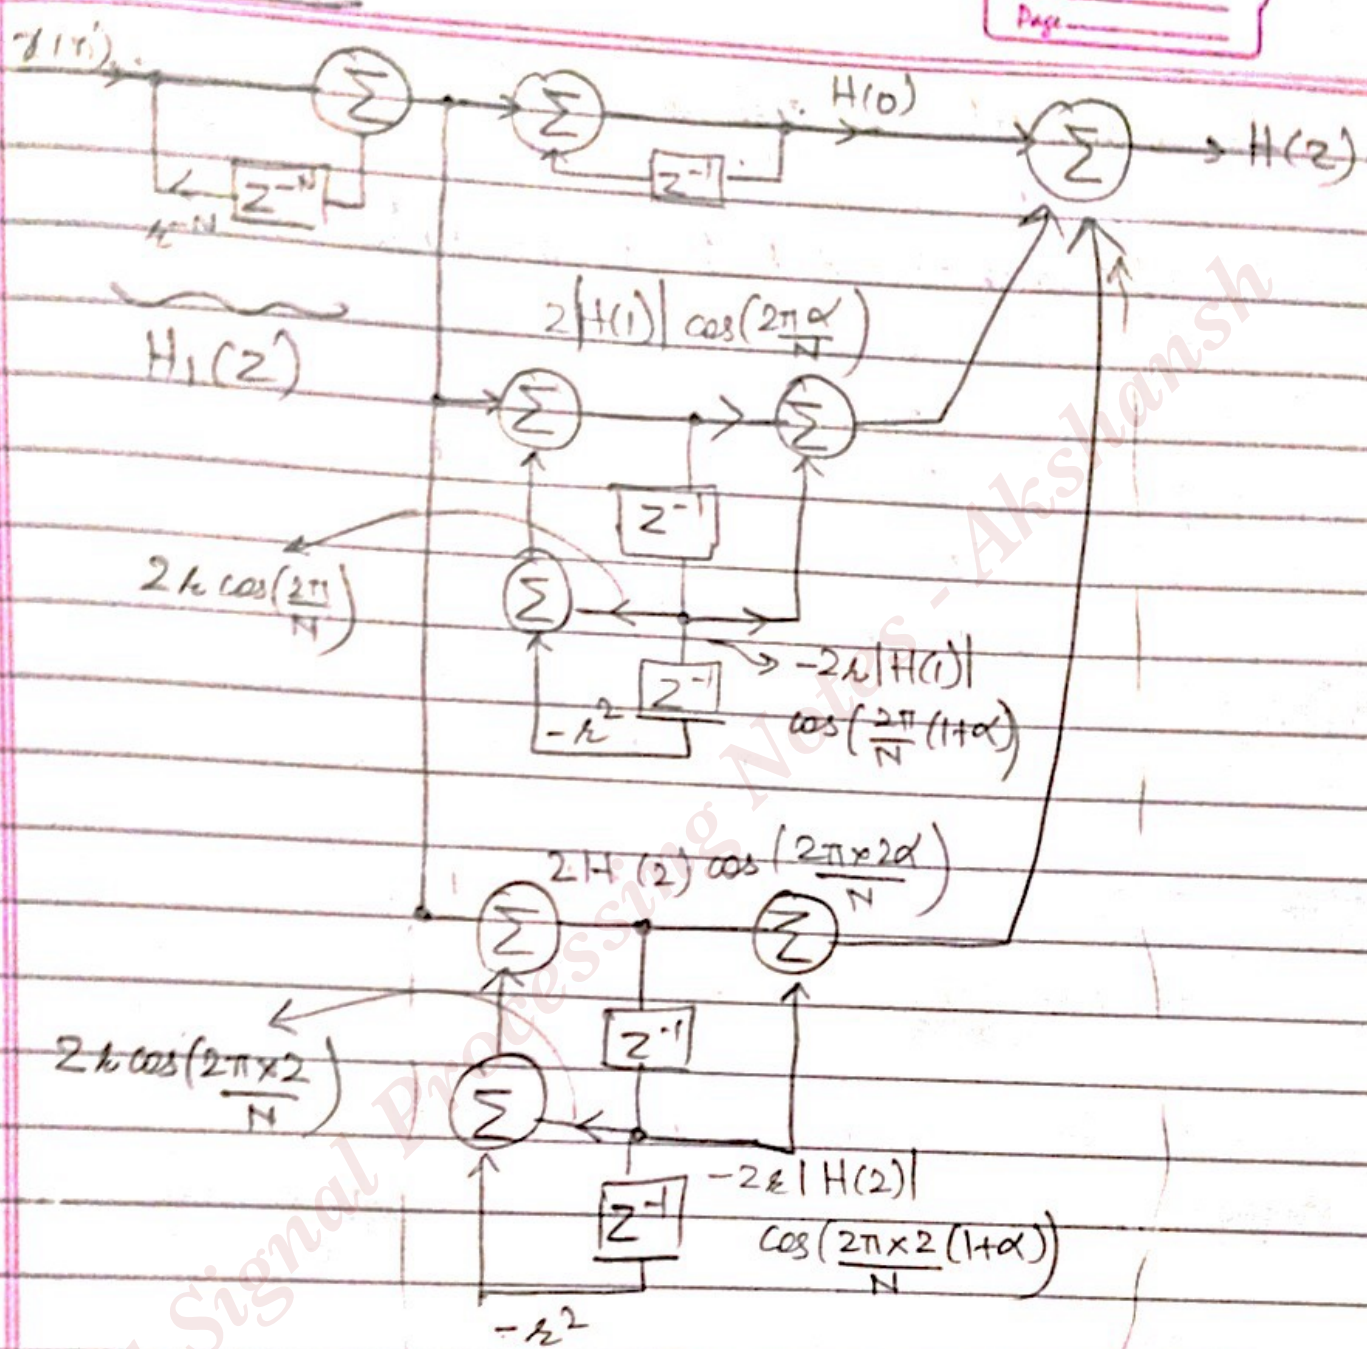 Page
Σ
Σ
H(0)
Σ
H(z)
z⁻ᴺ
z⁻¹
H₁(z)
2|H(1)| cos(2πα/N)
Σ
Σ
z⁻¹
2r cos(2π/N)
Σ
-2r|H(1)|
z⁻¹
-r²
cos(2π/N (1+α))
2H(2) cos(2π×2α/N)
Σ
Σ
z⁻¹
2r cos(2π×2/N)
Σ
-2r|H(2)|
z⁻¹
cos(2π×2/N (1+α))
-r²
Signal Processing Notes - Akshansh